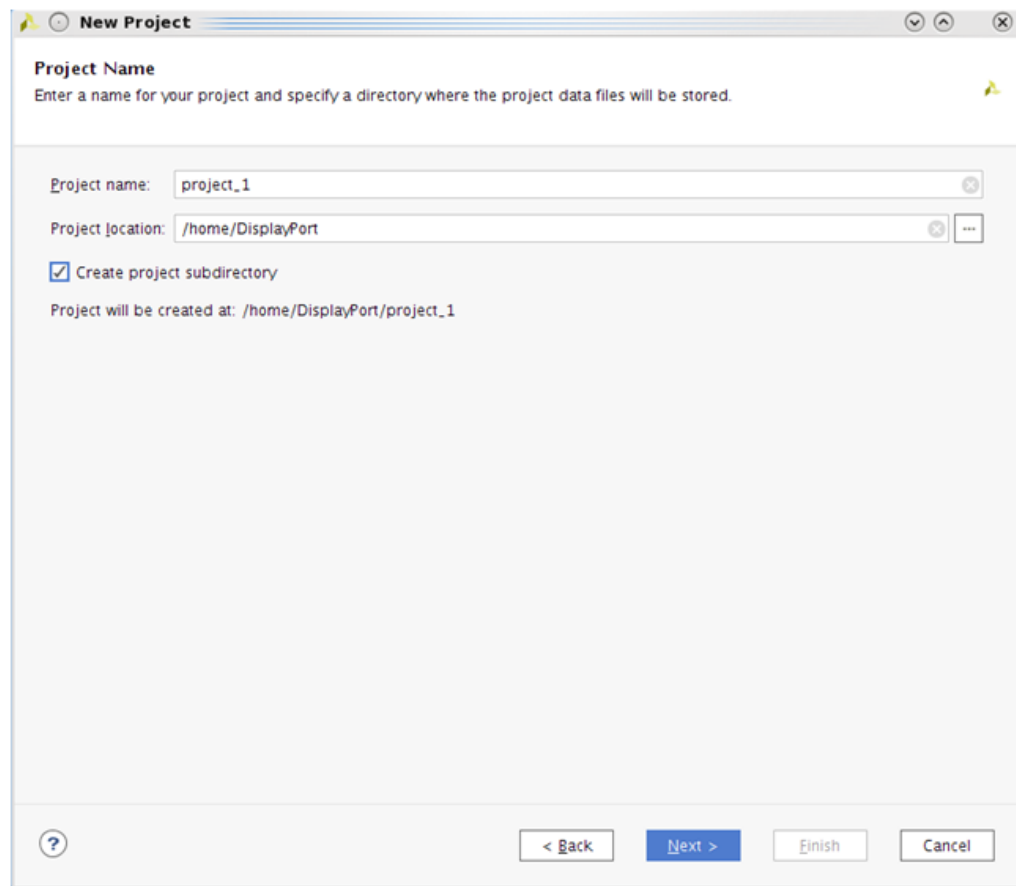 New Project
Project Name
Enter a name for your project and specify a directory where the project data files will be stored.
Project name: project_1
Project location: /home/DisplayPort ...
Create project subdirectory
Project will be created at: /home/DisplayPort/project_1
? < Back Next > Finish Cancel